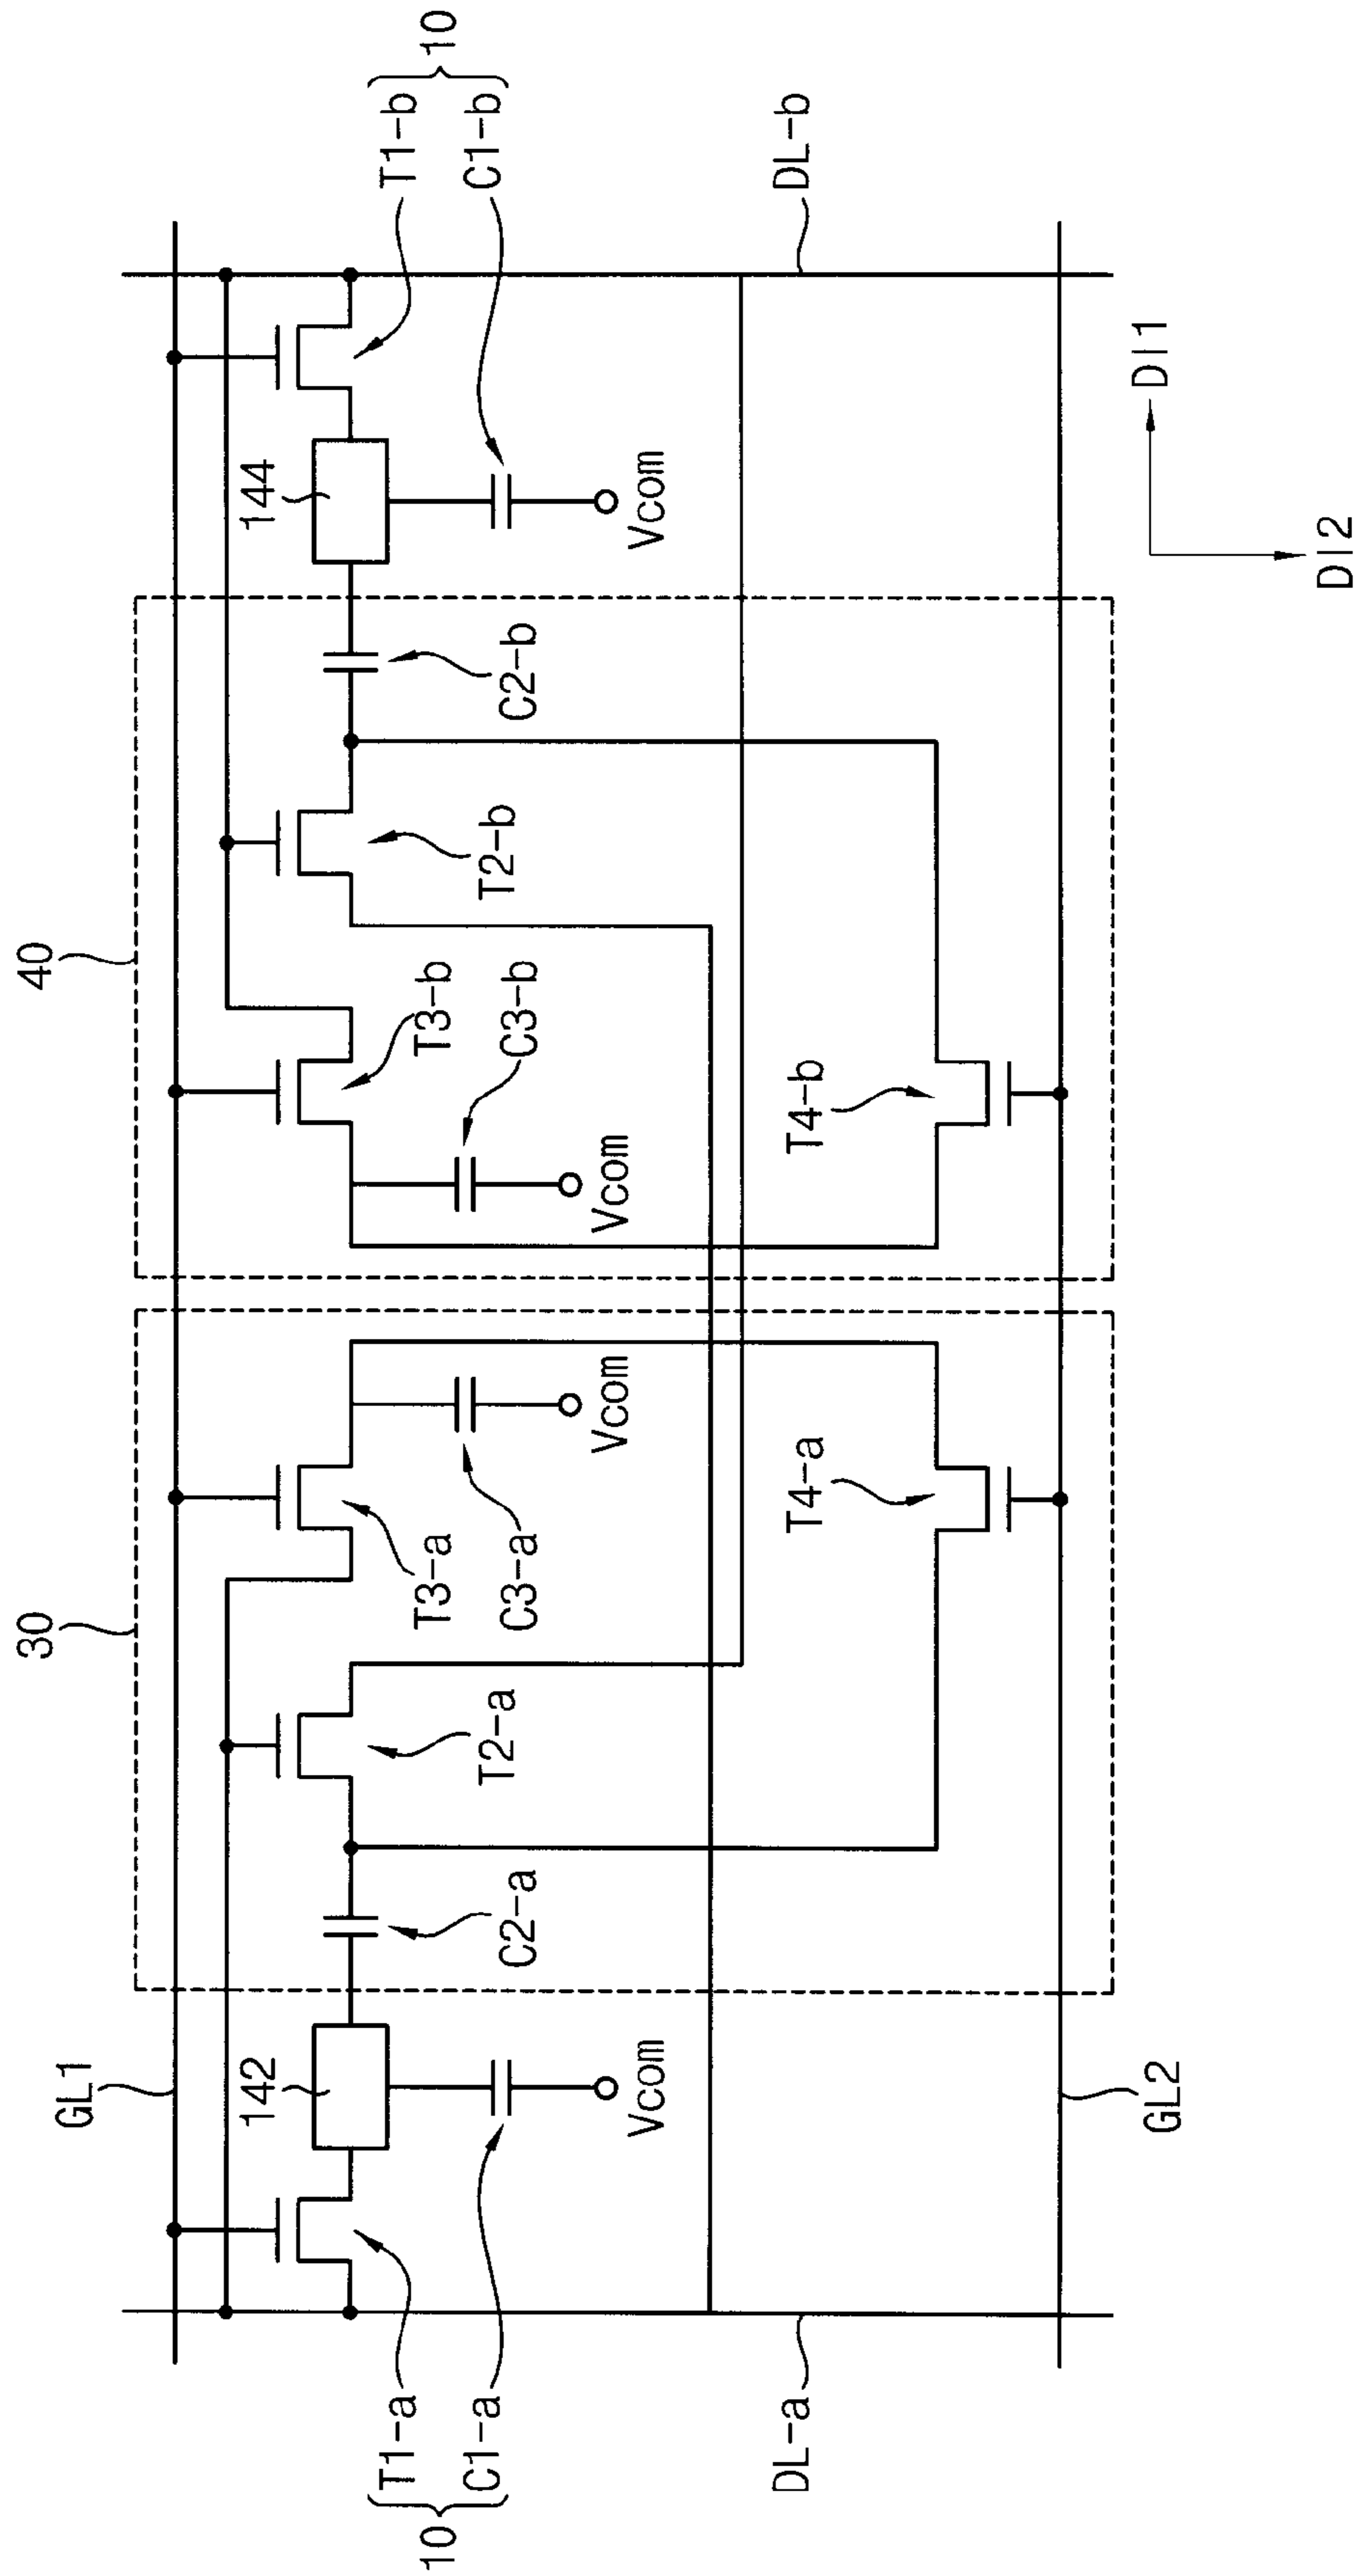 30
40
GL1
142
144
T1-a
C1-a
10
Vcom
C2-a
T2-a
T3-a
C3-a
Vcom
T4-a
T3-b
C3-b
Vcom
T2-b
C2-b
T4-b
Vcom
T1-b
C1-b
10
DL-a
DL-b
GL2
DI1
DI2